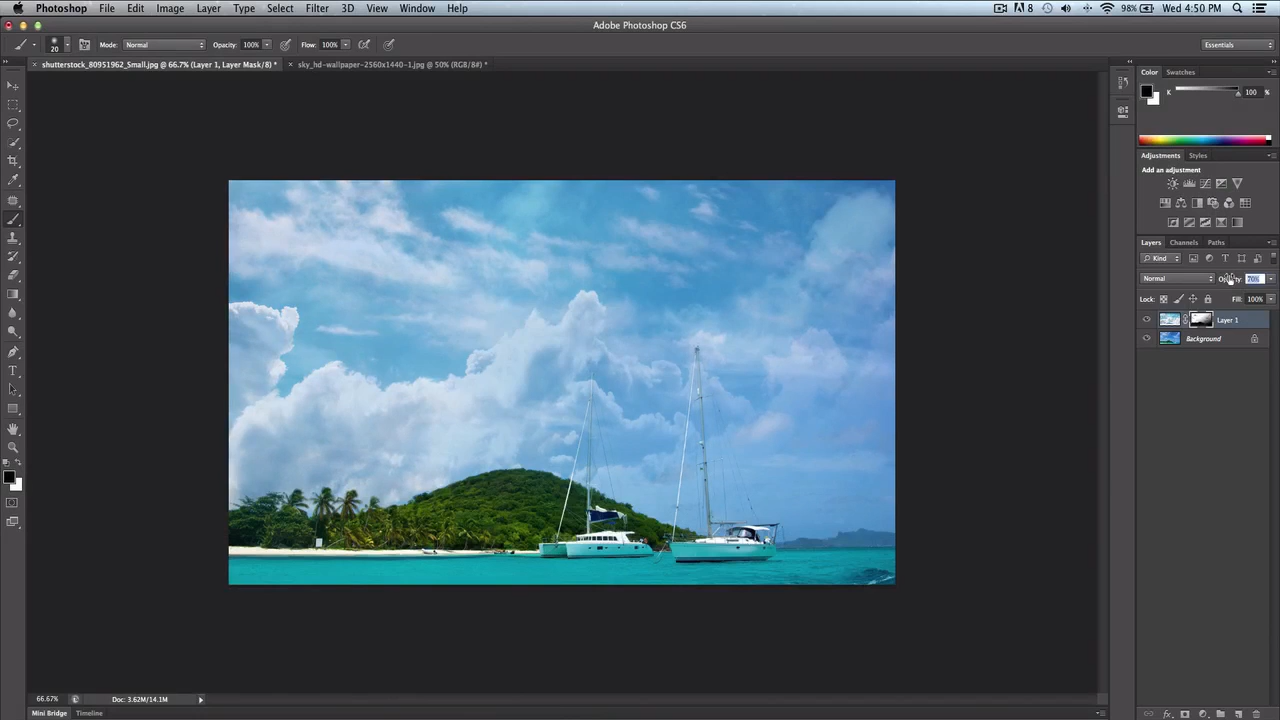 Photoshop File Edit Image Layer Type Select Filter 3D View Window Help 8 98% Wed 4:50 PM
Adobe Photoshop CS6
20 Mode: Normal Opacity: 100% Flow: 100% Essentials
shutterstock_80951962_Small.jpg @ 66.7% (Layer 1, Layer Mask/8) * sky_hd-wallpaper-2560x1440-1.jpg @ 50% (RGB/8#) *
Color Swatches
K 100 %
Adjustments Styles
Add an adjustment
Layers Channels Paths
Kind
Normal 70%
Lock: Fill: 100%
Layer 1
Background
66.67% Doc: 3.62M/14.1M
Mini Bridge Timeline